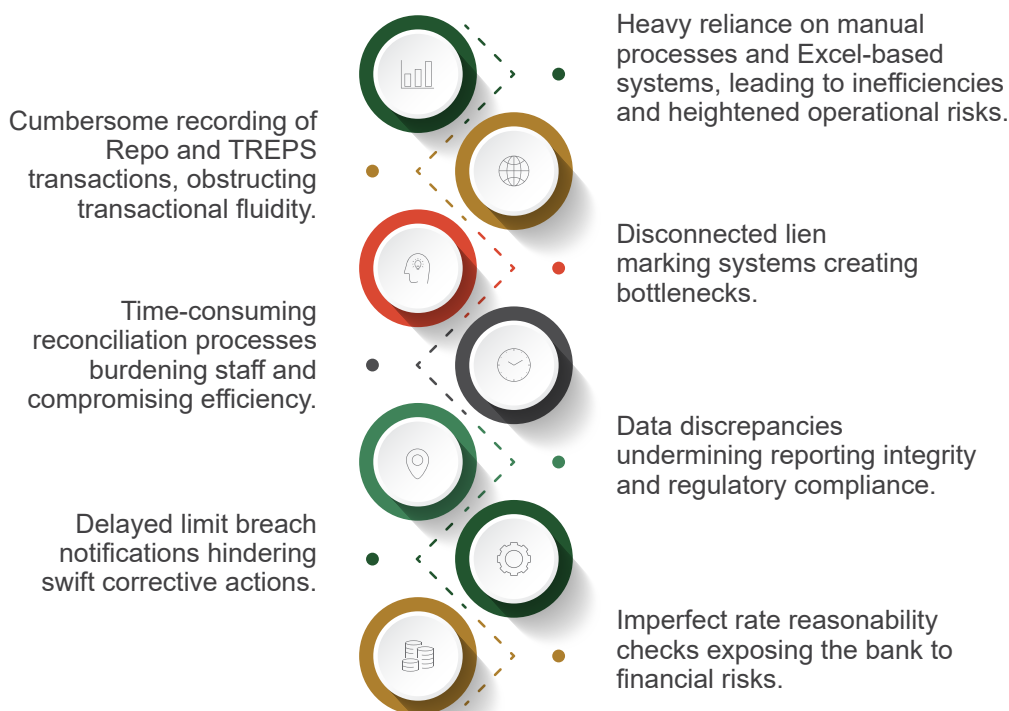 Heavy reliance on manual
processes and Excel-based
systems, leading to inefficiencies
and heightened operational risks.
Cumbersome recording of
Repo and TREPS
transactions, obstructing
transactional fluidity.
Disconnected lien
marking systems creating
bottlenecks.
Time-consuming
reconciliation processes
burdening staff and
compromising efficiency.
Data discrepancies
undermining reporting integrity
and regulatory compliance.
Delayed limit breach
notifications hindering
swift corrective actions.
Imperfect rate reasonability
checks exposing the bank to
financial risks.